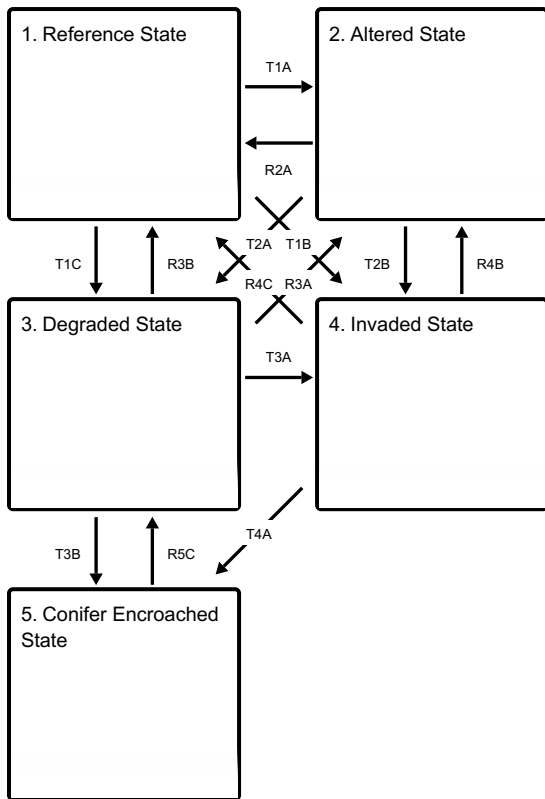 1. Reference State
2. Altered State
T1A
R2A
T2A
T1B
T1C
R3B
T2B
R4B
R4C
R3A
3. Degraded State
4. Invaded State
T3A
T4A
T3B
R5C
5. Conifer Encroached
State